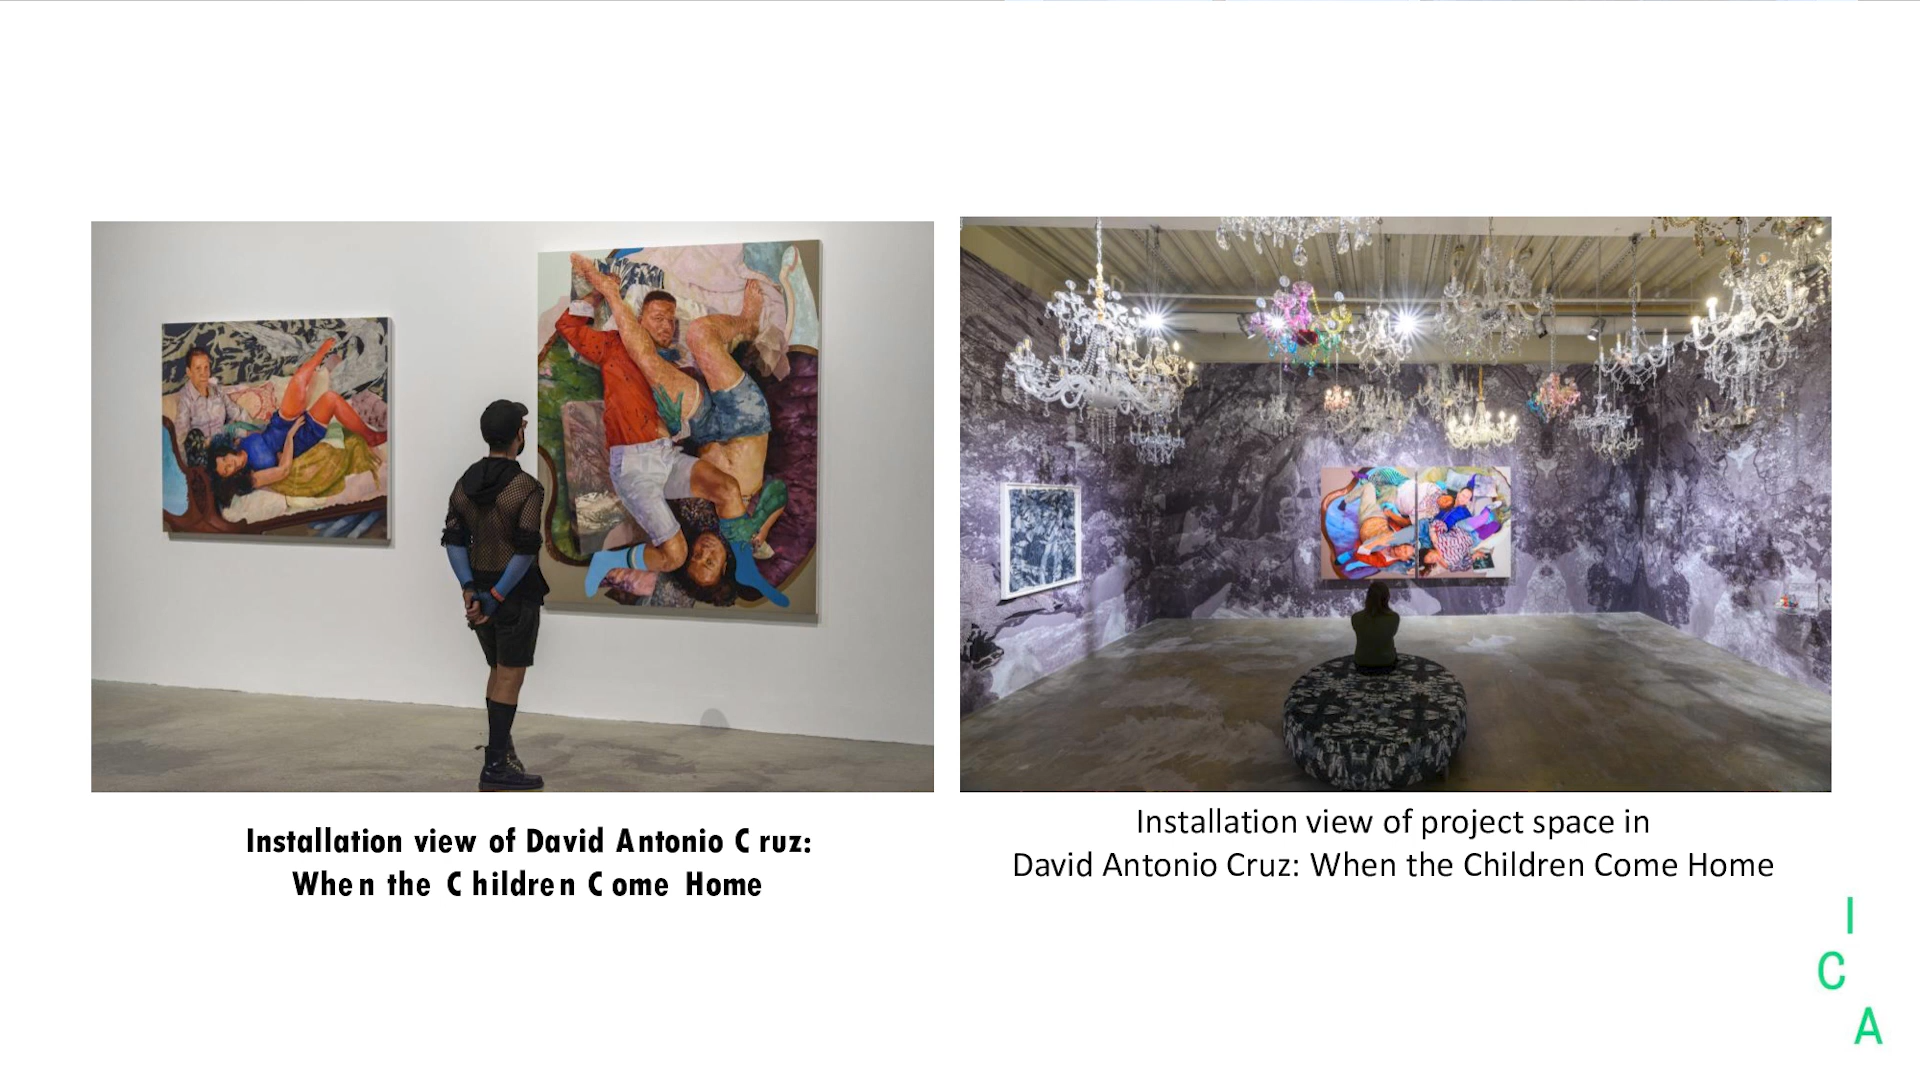 Installation view of David Antonio Cruz:
When the Children Come Home
Installation view of project space in
David Antonio Cruz: When the Children Come Home
I
C
A